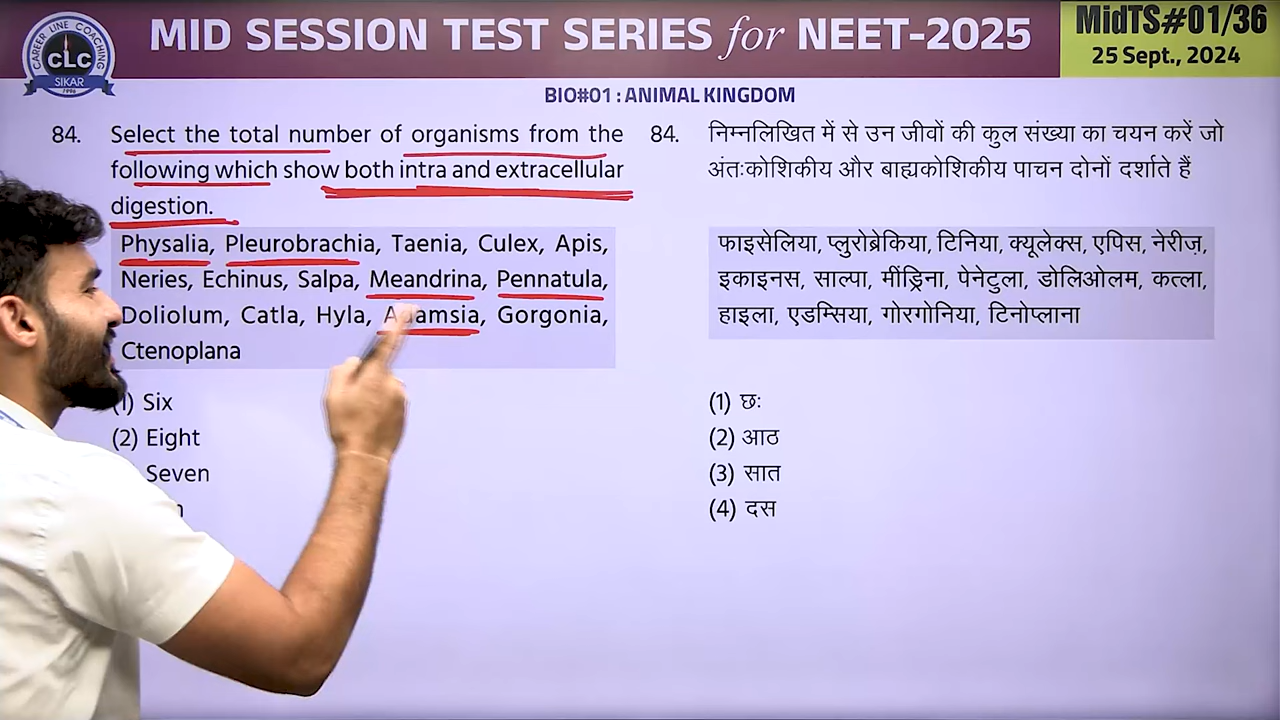 CAREER LINE COACHING
CLC
SIKAR
1996
MID SESSION TEST SERIES for NEET-2025
MidTS#01/36
25 Sept., 2024
BIO#01 : ANIMAL KINGDOM
84. Select the total number of organisms from the
following which show both intra and extracellular
digestion.
Physalia, Pleurobrachia, Taenia, Culex, Apis,
Neries, Echinus, Salpa, Meandrina, Pennatula,
Doliolum, Catla, Hyla, Adamsia, Gorgonia,
Ctenoplana
(1) Six
(2) Eight
Seven
84. निम्नलिखित में से उन जीवों की कुल संख्या का चयन करें जो
अंतःकोशिकीय और बाह्यकोशिकीय पाचन दोनों दर्शाते हैं
फाइसेलिया, प्लुरोब्रेकिया, टिनिया, क्यूलेक्स, एपिस, नेरीज़,
इकाइनस, साल्पा, मींड्रिना, पेनेटुला, डोलिओलम, कत्ला,
हाइला, एडम्सिया, गोरगोनिया, टिनोप्लाना
(1) छः
(2) आठ
(3) सात
(4) दस